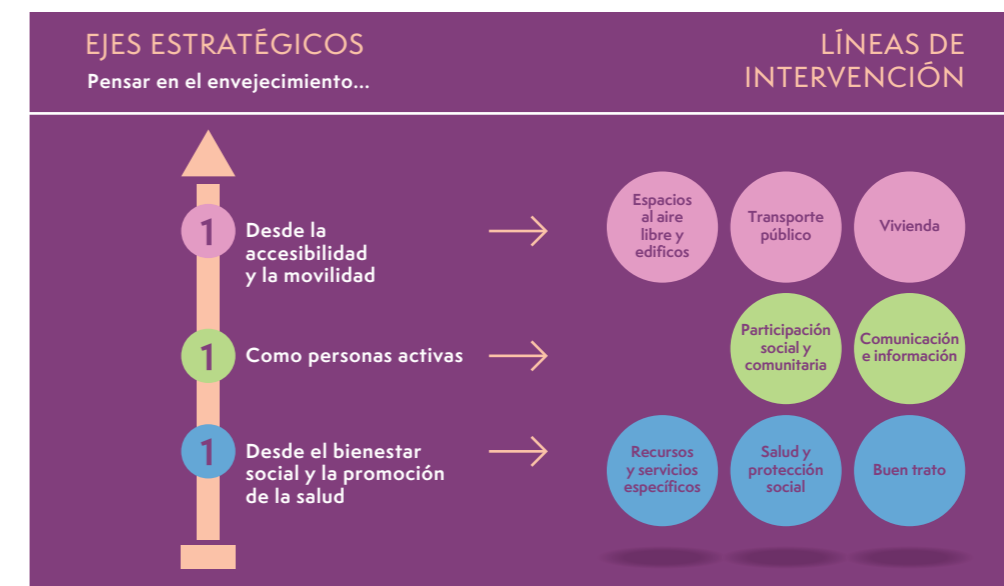 EJES ESTRATÉGICOS
Pensar en el envejecimiento...
LÍNEAS DE
INTERVENCIÓN
1
Desde la
accesibilidad
y la movilidad
Espacios
al aire
libre y
edificos
Transporte
público
Vivienda
1
Como personas activas
Participación
social y
comunitaria
Comunicación
e información
1
Desde el bienestar
social y la promoción
de la salud
Recursos
y servicios
específicos
Salud y
protección
social
Buen trato